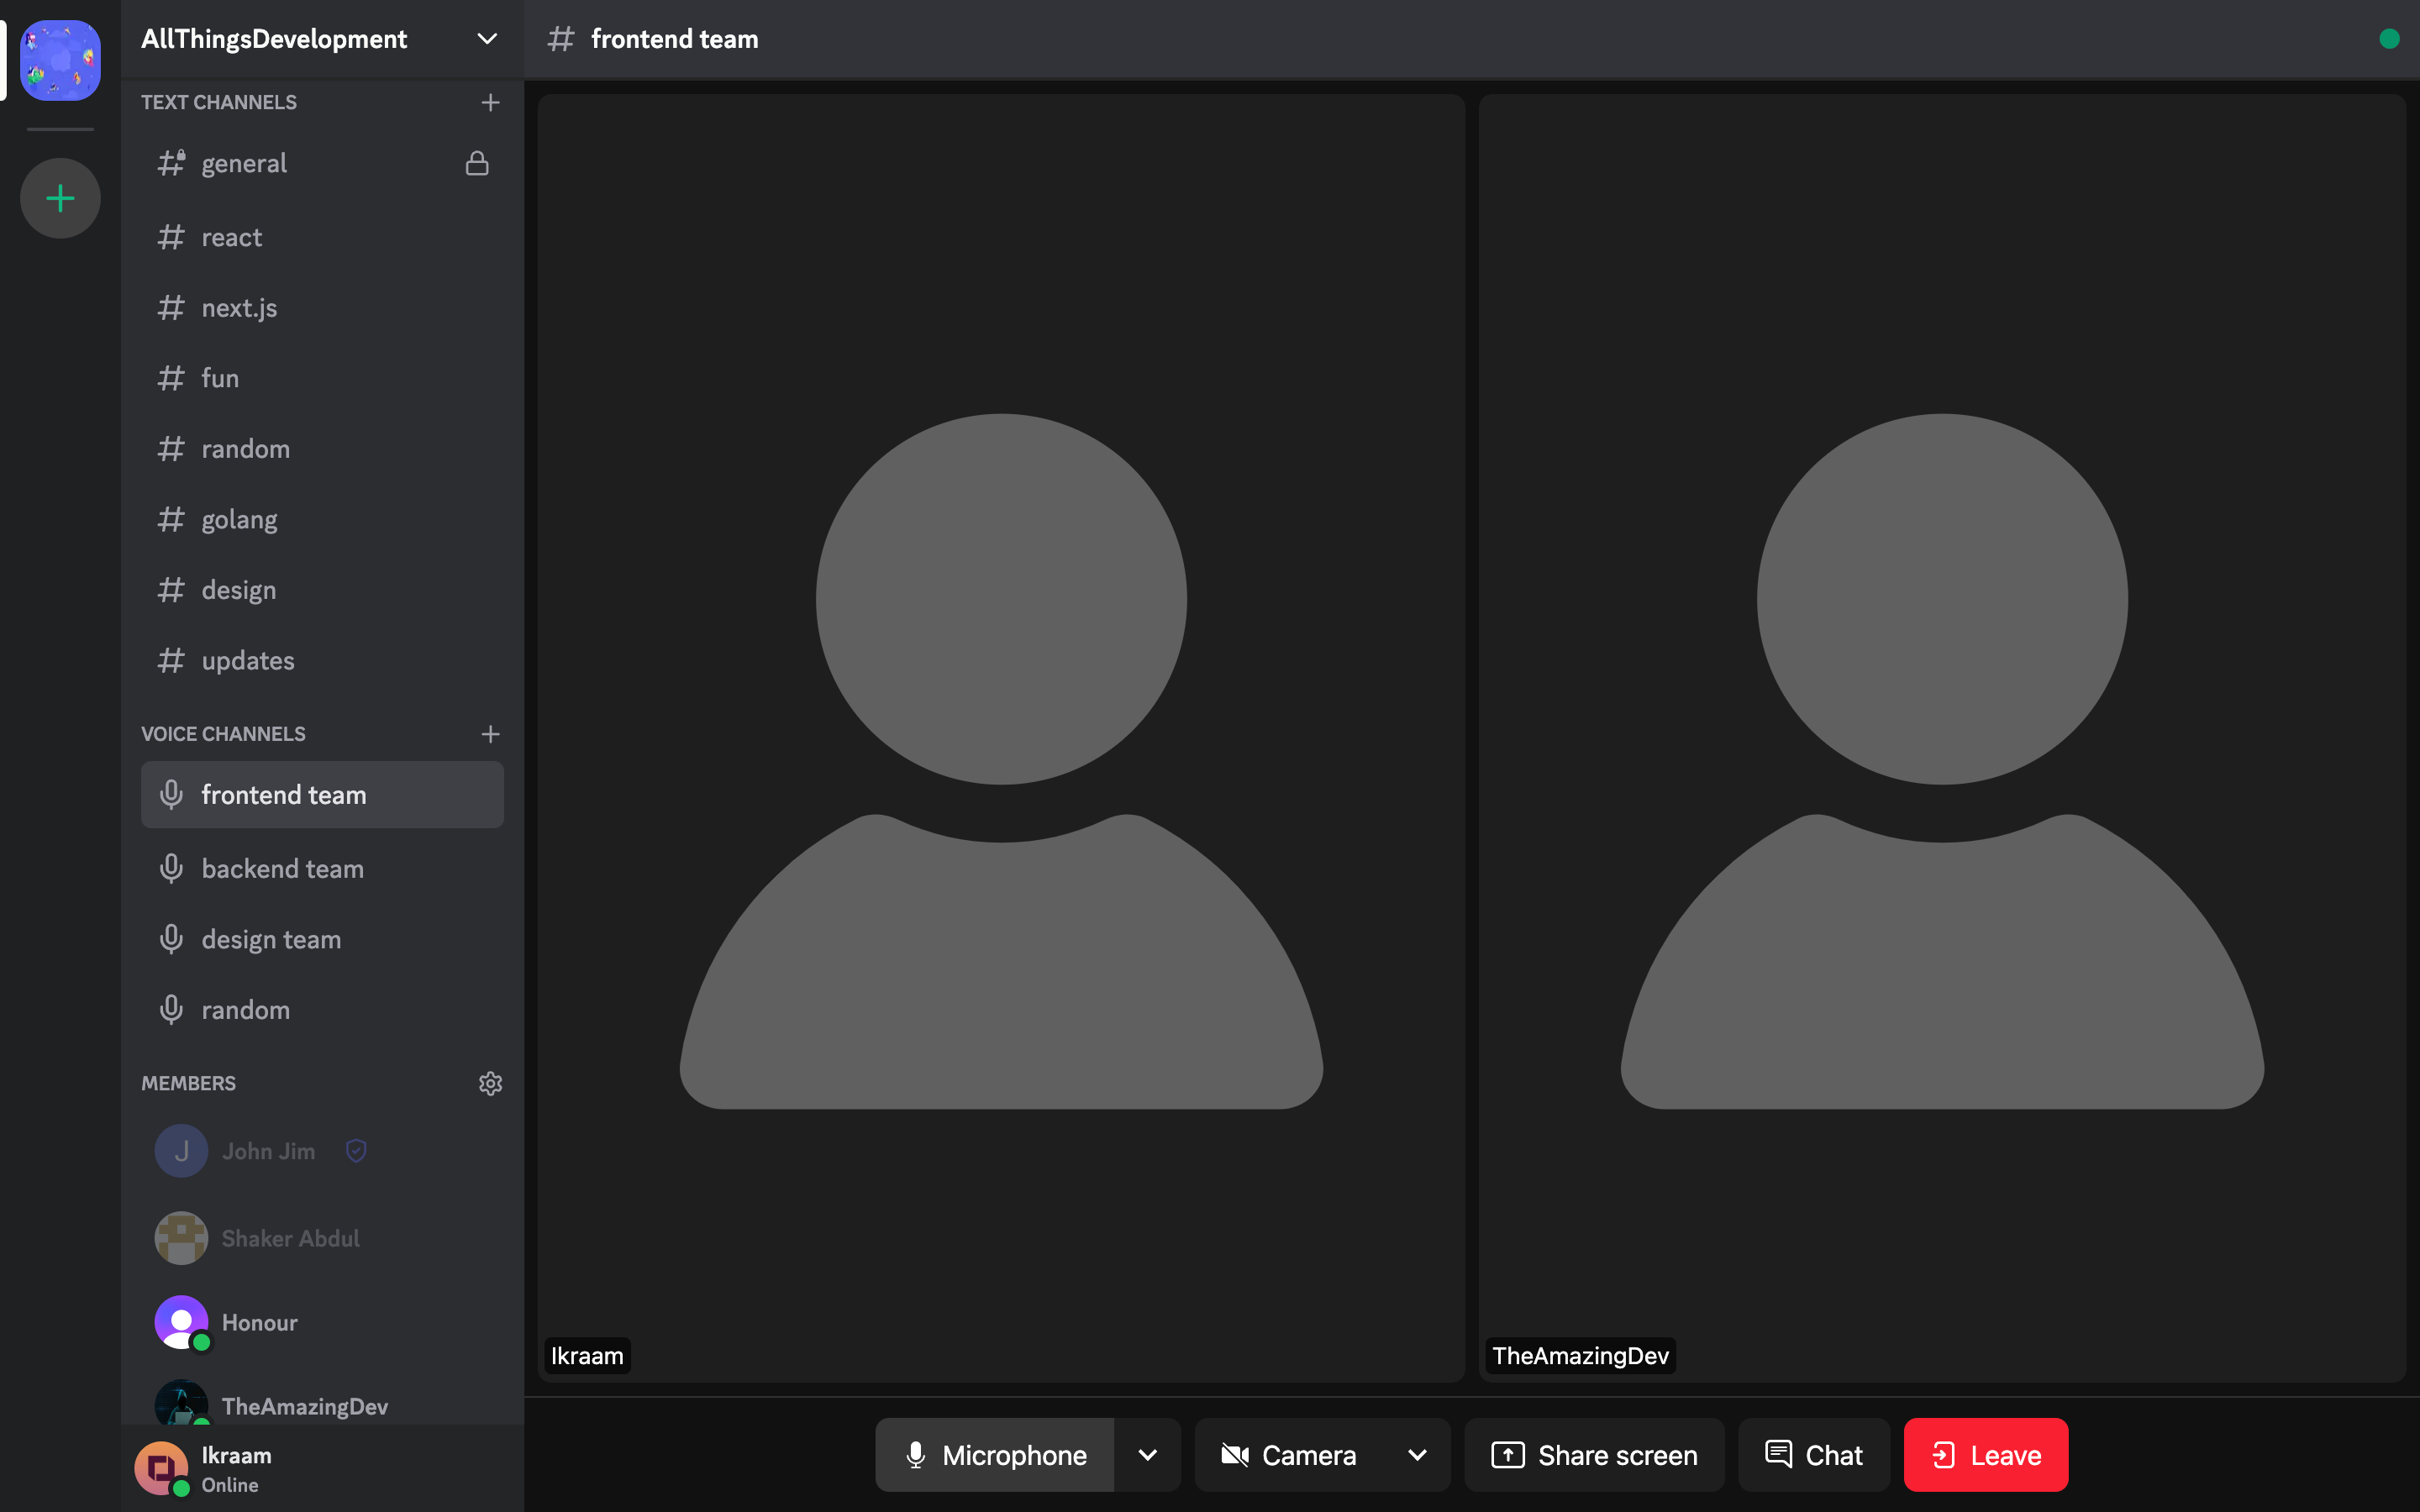 AllThingsDevelopment
TEXT CHANNELS
general
react
next.js
fun
random
golang
design
updates
VOICE CHANNELS
frontend team
backend team
design team
random
MEMBERS
J
John Jim
Shaker Abdul
Honour
TheAmazingDev
Ikraam
Online
# frontend team
Ikraam
TheAmazingDev
Microphone
Camera
Share screen
Chat
Leave